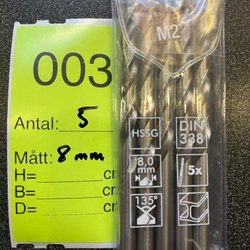 003
Antal: 5
Mått: 8 mm
H= cm
B= cm
D= cm
M2
HSSG
DIN
338
8,0
mm
5x
135°